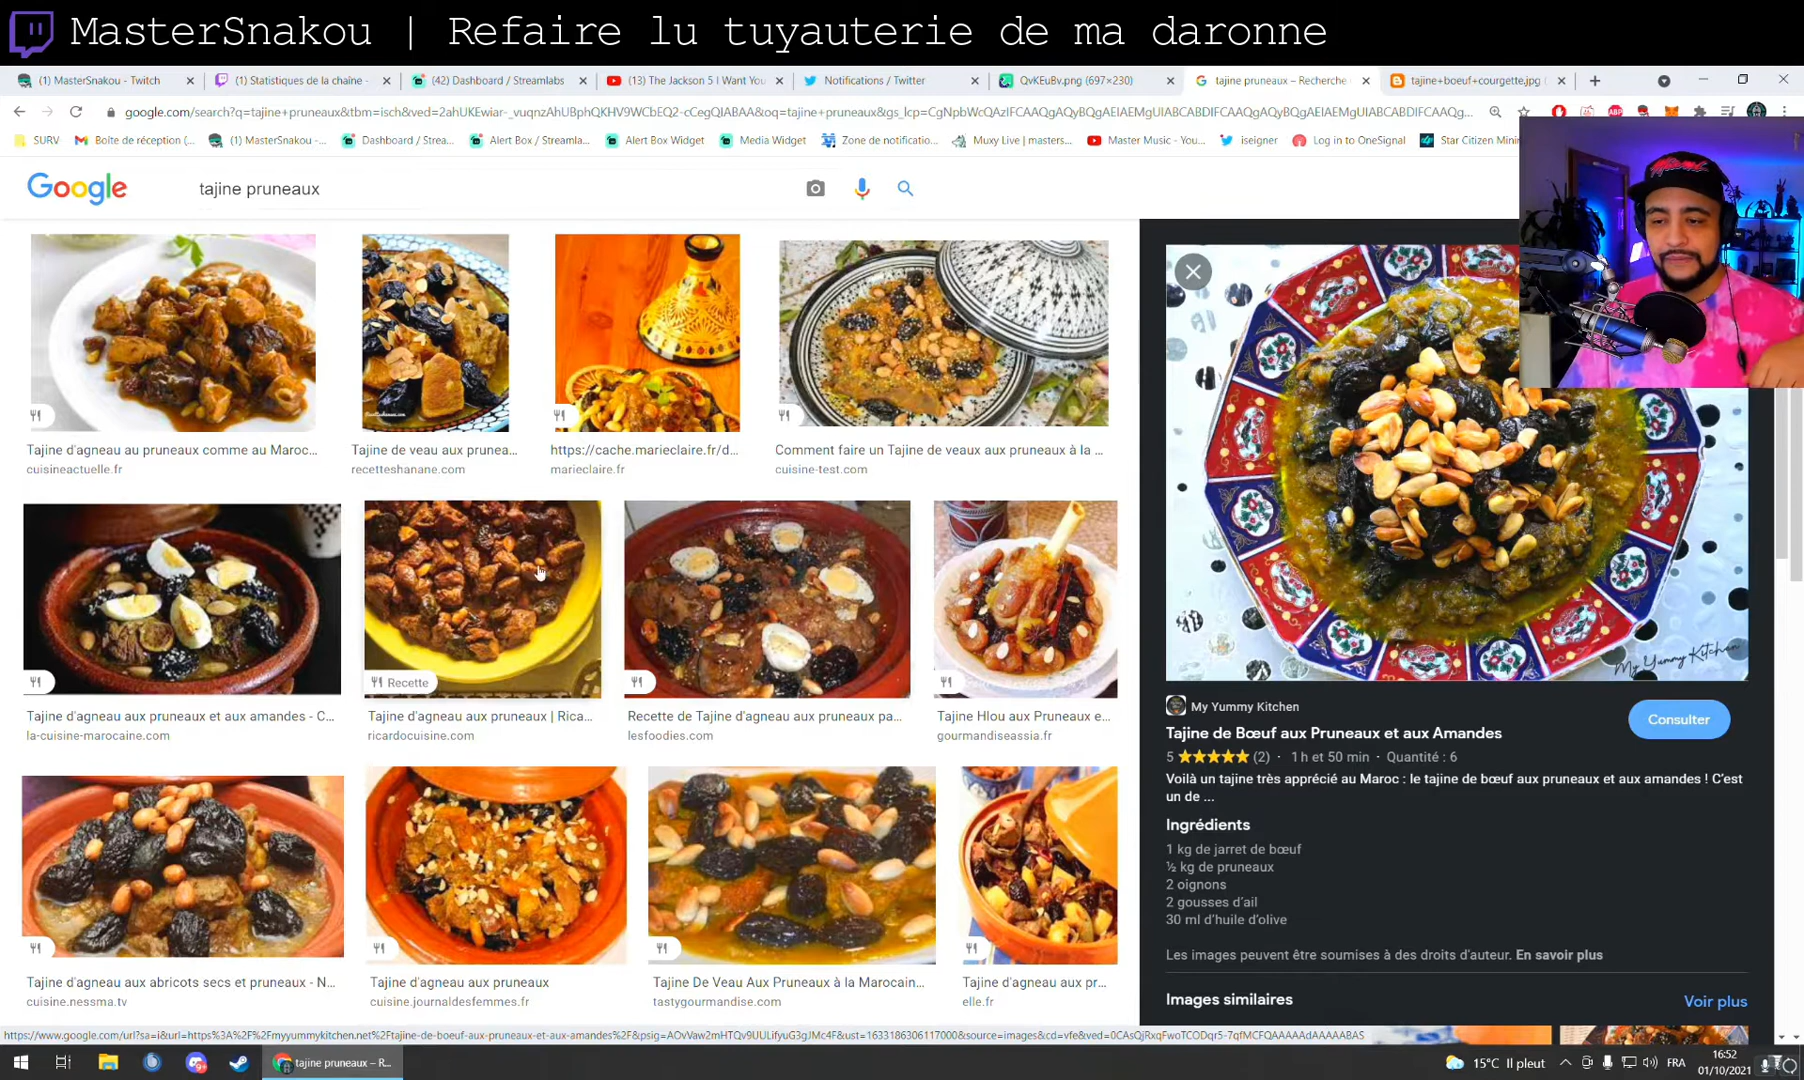 MasterSnakou | Refaire lu tuyauterie de ma daronne
(1) MasterSnakou - Twitch
(1) Statistiques de la chaîne -
(42) Dashboard / Streamlabs
(13) The Jackson 5 I Want You
Notifications / Twitter
QvKEuBv.png (697×230)
tajine pruneaux – Recherche
tajine+boeuf+courgette.jpg
SURV
Boîte de réception (...
(1) MasterSnakou -...
Dashboard / Strea...
Alert Box / Streamla...
Alert Box Widget
Media Widget
Zone de notificatio...
Muxy Live | masters...
Master Music - You...
iseigner
Log in to OneSignal
Star Citizen Mini
Google
tajine pruneaux
Tajine d'agneau au pruneaux comme au Maroc...
cuisineactuelle.fr
Tajine de veau aux prunea...
recetteshanane.com
https://cache.marieclaire.fr/d...
marieclaire.fr
Comment faire un Tajine de veaux aux pruneaux à la ...
cuisine-test.com
Tajine d'agneau aux pruneaux et aux amandes - C...
la-cuisine-marocaine.com
Recette
Tajine d'agneau aux pruneaux | Rica...
ricardocuisine.com
Recette de Tajine d'agneau aux pruneaux pa...
lesfoodies.com
Tajine Hlou aux Pruneaux e...
gourmandiseassia.fr
Tajine d'agneau aux abricots secs et pruneaux - N...
cuisine.nessma.tv
Tajine d'agneau aux pruneaux
cuisine.journaldesfemmes.fr
Tajine De Veau Aux Pruneaux à la Marocain...
tastygourmandise.com
Tajine d'agneau aux pr...
elle.fr
My Yummy Kitchen
My Yummy Kitchen
Consulter
Tajine de Bœuf aux Pruneaux et aux Amandes
5 ★★★★★ (2) • 1 h et 50 min • Quantité : 6
Voilà un tajine très apprécié au Maroc : le tajine de bœuf aux pruneaux et aux amandes ! C'est
un de ...
Ingrédients
1 kg de jarret de bœuf
½ kg de pruneaux
2 oignons
2 gousses d'ail
30 ml d'huile d'olive
Les images peuvent être soumises à des droits d'auteur. En savoir plus
Images similaires
Voir plus
tajine pruneaux – R...
15°C Il pleut
FRA
16:52
01/10/2021